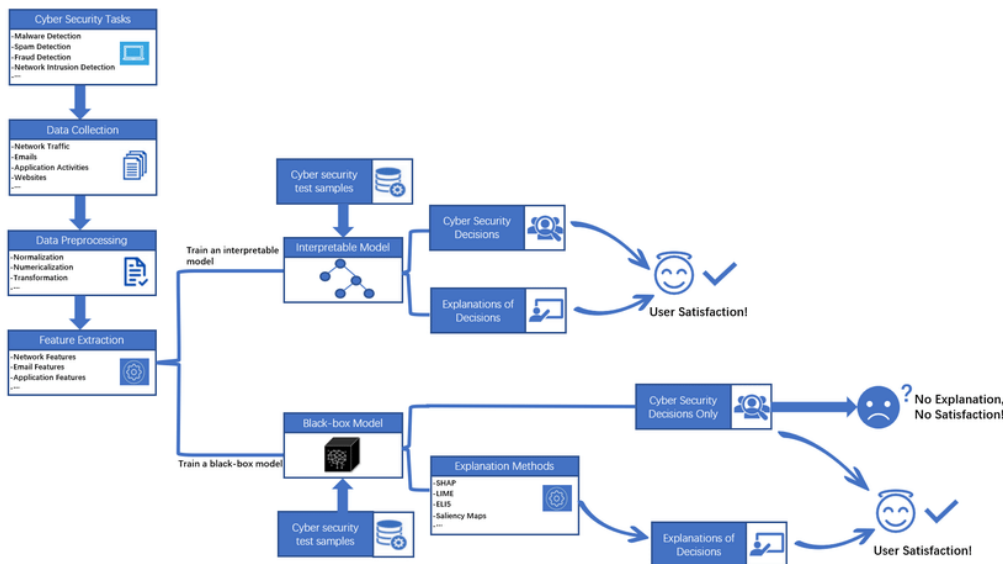 Cyber Security Tasks
-Malware Detection
-Spam Detection
-Fraud Detection
-Network Intrusion Detection
-...
Data Collection
-Network Traffic
-Emails
-Application Activities
-Websites
-...
Data Preprocessing
-Normalization
-Numericalization
-Transformation
-...
Feature Extraction
-Network Features
-Email Features
-Application Features
-...
Train an interpretable
model
Cyber security
test samples
Interpretable Model
Cyber Security
Decisions
Explanations of
Decisions
User Satisfaction!
Train a black-box model
Black-box Model
Cyber security
test samples
Cyber Security
Decisions Only
?
No Explanation,
No Satisfaction!
Explanation Methods
-SHAP
-LIME
-ELIS
-Saliency Maps
-...
Explanations of
Decisions
User Satisfaction!